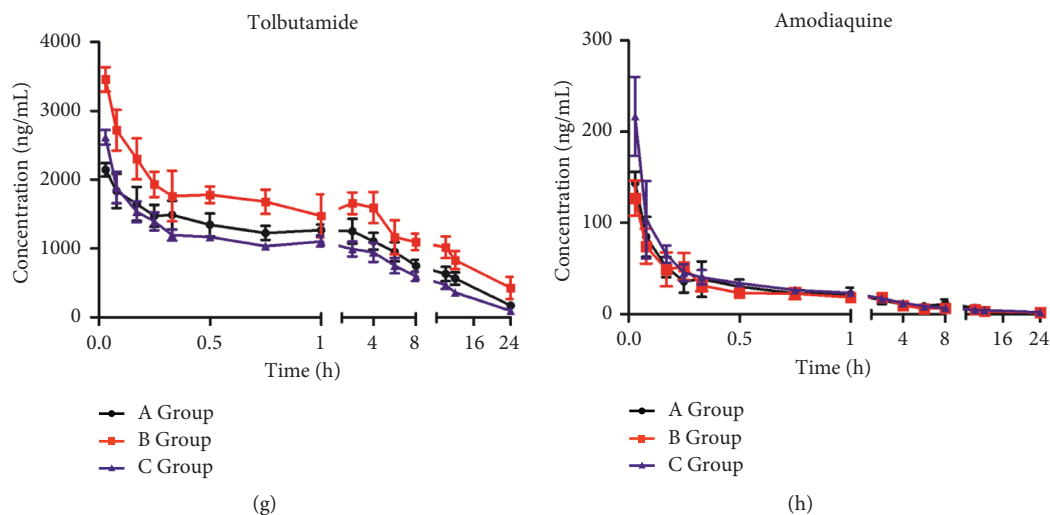 Tolbutamide
4000
3000
2000
1000
0
Concentration (ng/mL)
0.0 0.5 1 4 8 16 24
Time (h)
A Group
B Group
C Group
(g)
Amodiaquine
300
200
100
0
Concentration (ng/mL)
0.0 0.5 1 4 8 16 24
Time (h)
A Group
B Group
C Group
(h)